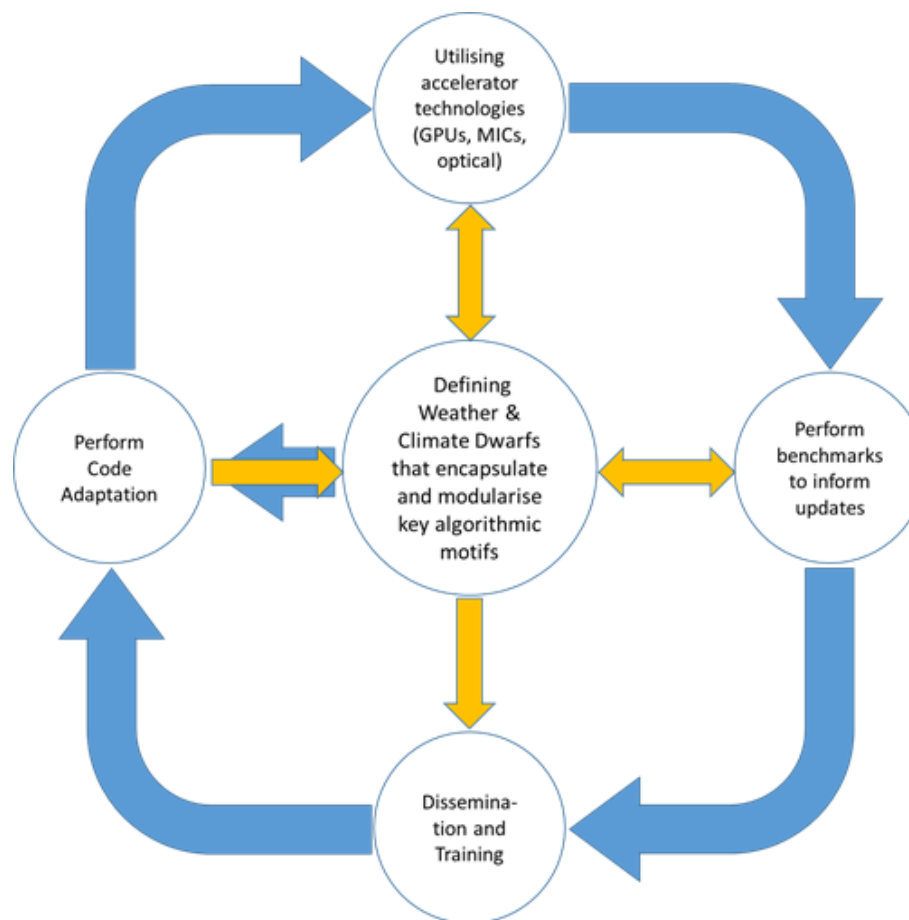 Utilising
accelerator
technologies
(GPUs, MICs,
optical)
Perform
Code
Adaptation
Defining
Weather &
Climate Dwarfs
that encapsulate
and modularise
key algorithmic
motifs
Perform
benchmarks
to inform
updates
Dissemina-
tion and
Training